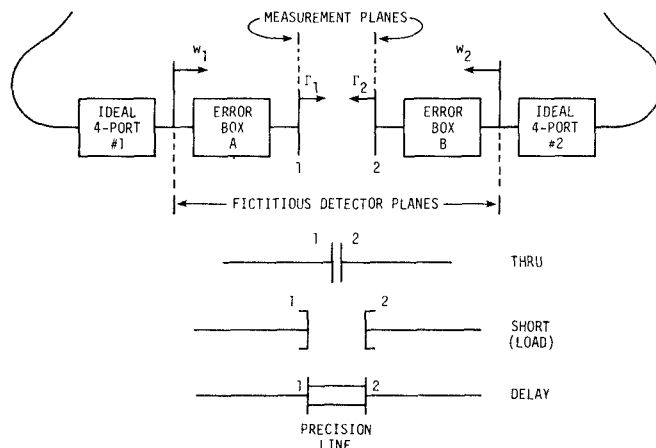 MEASUREMENT PLANES
W1
Γ1
Γ2
W2
IDEAL
4-PORT
#1
ERROR
BOX
A
1
2
ERROR
BOX
B
IDEAL
4-PORT
#2
FICTITIOUS DETECTOR PLANES
1 2
THRU
1 2
SHORT
(LOAD)
1 2
DELAY
PRECISION
LINE